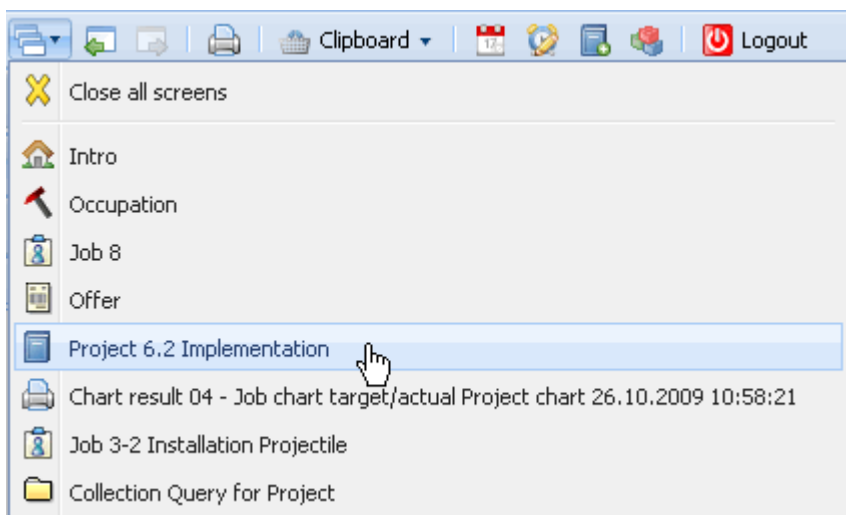 Clipboard 17 Logout
Close all screens
Intro
Occupation
Job 8
Offer
Project 6.2 Implementation
Chart result 04 - Job chart target/actual Project chart 26.10.2009 10:58:21
Job 3-2 Installation Projectile
Collection Query for Project